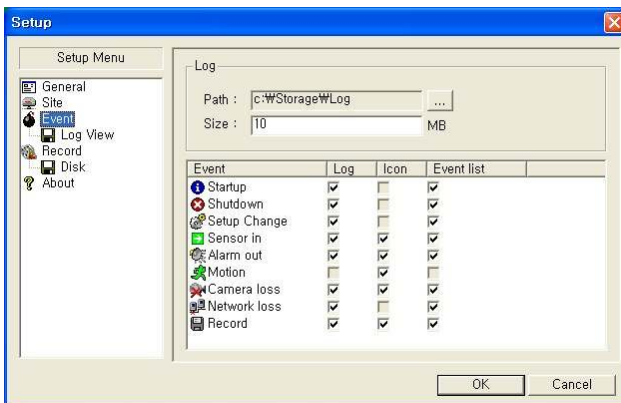 Setup
Setup Menu
General
Site
Event
Log View
Record
Disk
About
Log
Path : c:₩Storage₩Log ...
Size : 10 MB
Event Log Icon Event list
Startup
Shutdown
Setup Change
Sensor in
Alarm out
Motion
Camera loss
Network loss
Record
OK Cancel